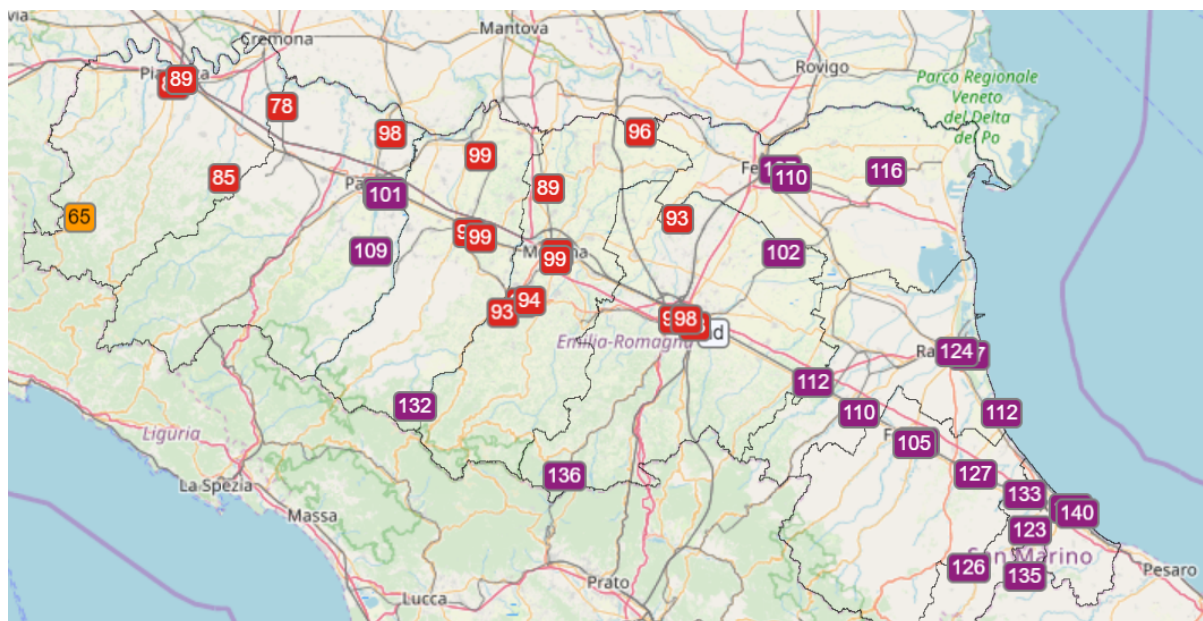 Mantova
Cremona
Rovigo
Parco Regionale
Veneto
del Delta
del Po
89
78
98
96
99
110
116
85
101
89
65
93
109
99
102
99
94
93
98
Emilia-Romagna
124
112
132
Liguria
110
112
105
136
127
La Spezia
133
Massa
140
123
San Marino
126
135
Pesaro
Prato
Lucca